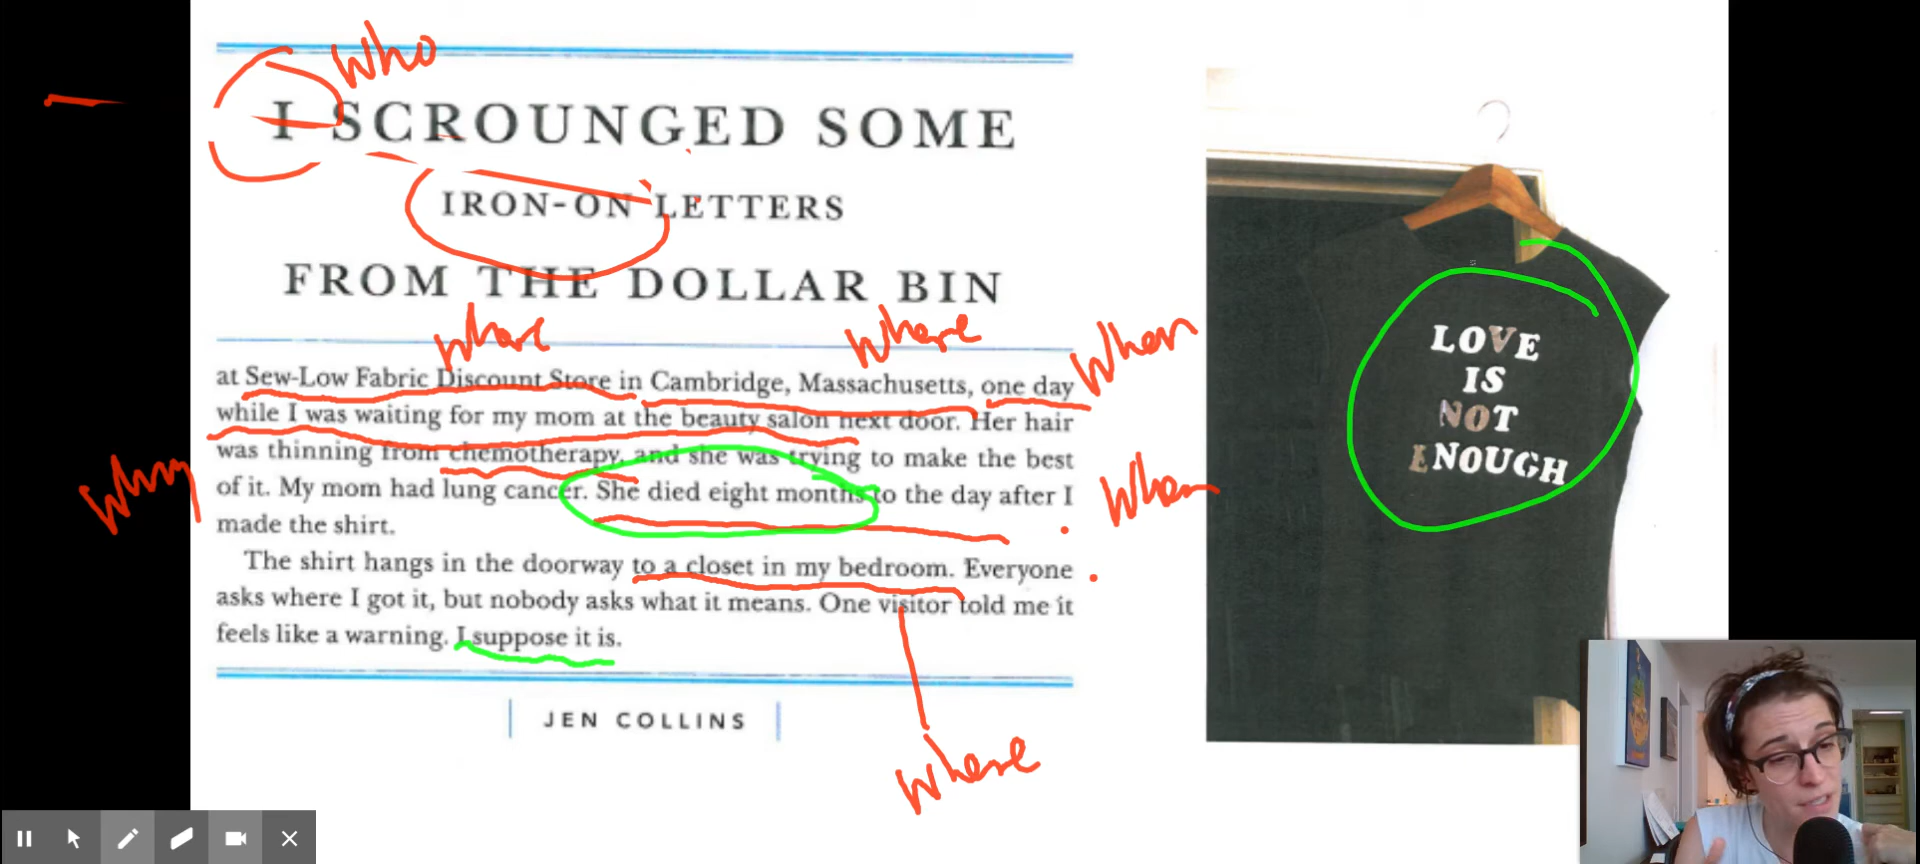 Who
I SCROUNGED SOME
IRON-ON LETTERS
FROM THE DOLLAR BIN
Where
Where
When
at Sew-Low Fabric Discount Store in Cambridge, Massachusetts, one day
while I was waiting for my mom at the beauty salon next door. Her hair
was thinning from chemotherapy, and she was trying to make the best
Why
of it. My mom had lung cancer. She died eight months to the day after I
When
made the shirt.
The shirt hangs in the doorway to a closet in my bedroom. Everyone
asks where I got it, but nobody asks what it means. One visitor told me it
feels like a warning. I suppose it is.
JEN COLLINS
Where
LOVE
IS
NOT
ENOUGH